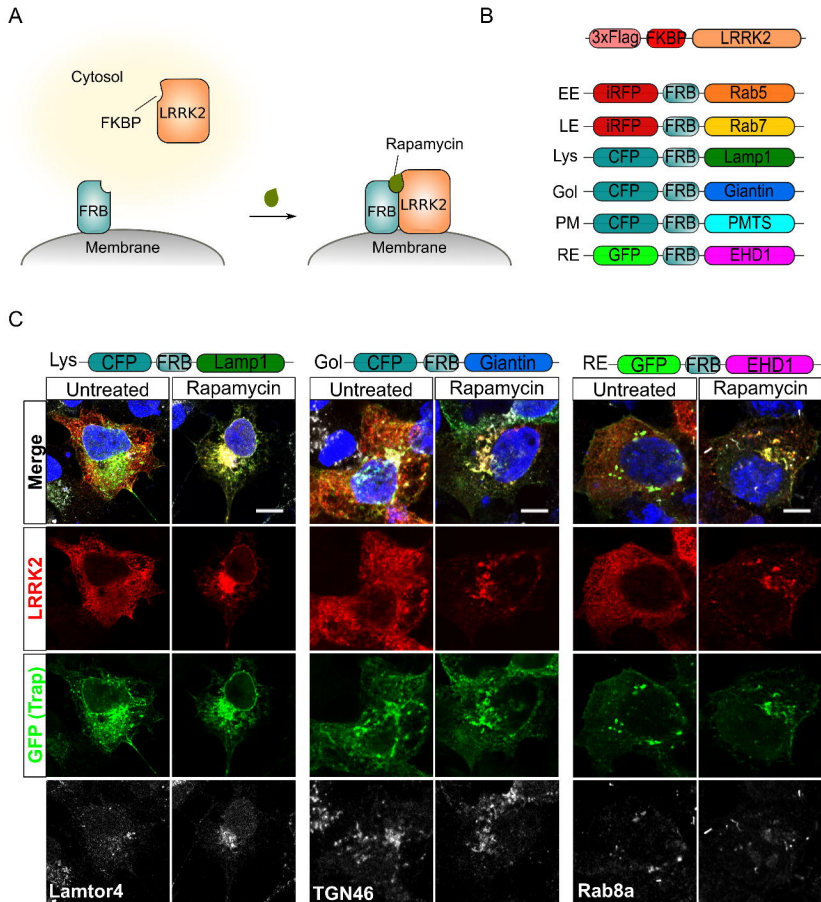 A
Cytosol
FKBP
LRRK2
FRB
Membrane
Rapamycin
FRB
LRRK2
Membrane
B
3xFlag FKBP LRRK2
EE iRFP FRB Rab5
LE iRFP FRB Rab7
Lys CFP FRB Lamp1
Gol CFP FRB Giantin
PM CFP FRB PMTS
RE GFP FRB EHD1
C
Lys CFP FRB Lamp1
Gol CFP FRB Giantin
RE GFP FRB EHD1
Untreated Rapamycin
Untreated Rapamycin
Untreated Rapamycin
Merge
LRRK2
GFP (Trap)
Lamtor4
TGN46
Rab8a